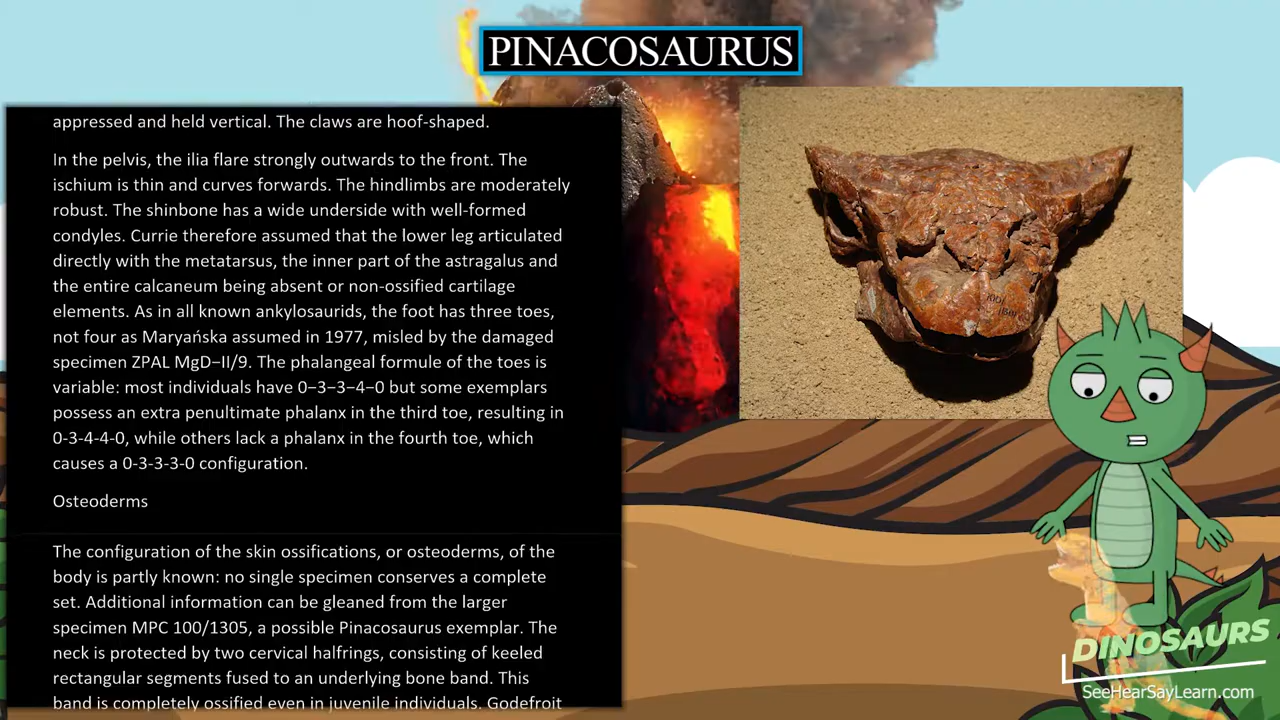 PINACOSAURUS
appressed and held vertical. The claws are hoof-shaped.
In the pelvis, the ilia flare strongly outwards to the front. The
ischium is thin and curves forwards. The hindlimbs are moderately
robust. The shinbone has a wide underside with well-formed
condyles. Currie therefore assumed that the lower leg articulated
directly with the metatarsus, the inner part of the astragalus and
the entire calcaneum being absent or non-ossified cartilage
elements. As in all known ankylosaurids, the foot has three toes,
not four as Maryańska assumed in 1977, misled by the damaged
specimen ZPAL MgD−II/9. The phalangeal formule of the toes is
variable: most individuals have 0−3−3−4−0 but some exemplars
possess an extra penultimate phalanx in the third toe, resulting in
0-3-4-4-0, while others lack a phalanx in the fourth toe, which
causes a 0-3-3-3-0 configuration.
Osteoderms
The configuration of the skin ossifications, or osteoderms, of the
body is partly known: no single specimen conserves a complete
set. Additional information can be gleaned from the larger
specimen MPC 100/1305, a possible Pinacosaurus exemplar. The
neck is protected by two cervical halfrings, consisting of keeled
rectangular segments fused to an underlying bone band. This
band is completely ossified even in juvenile individuals. Godefroit
DINOSAURS
SeeHearSayLearn.com